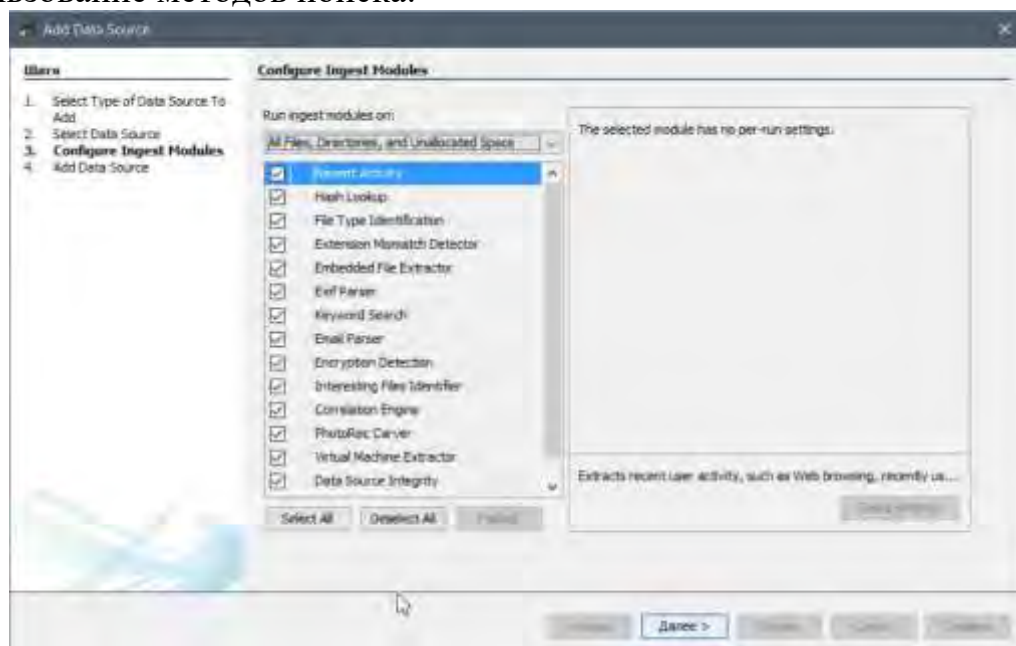 зование методов поиска.
Add Data Source
Шаги
1. Select Type of Data Source To
Add
2. Select Data Source
3. Configure Ingest Modules
4. Add Data Source
Configure Ingest Modules
Run ingest modules on:
All Files, Directories, and Unallocated Space
Recent Activity
Hash Lookup
File Type Identification
Extension Mismatch Detector
Embedded File Extractor
Exif Parser
Keyword Search
Email Parser
Encryption Detection
Interesting Files Identifier
Correlation Engine
PhotoRec Carver
Virtual Machine Extractor
Data Source Integrity
Select All
Deselect All
The selected module has no per-run settings.
Extracts recent user activity, such as Web browsing, recently us...
Далее >